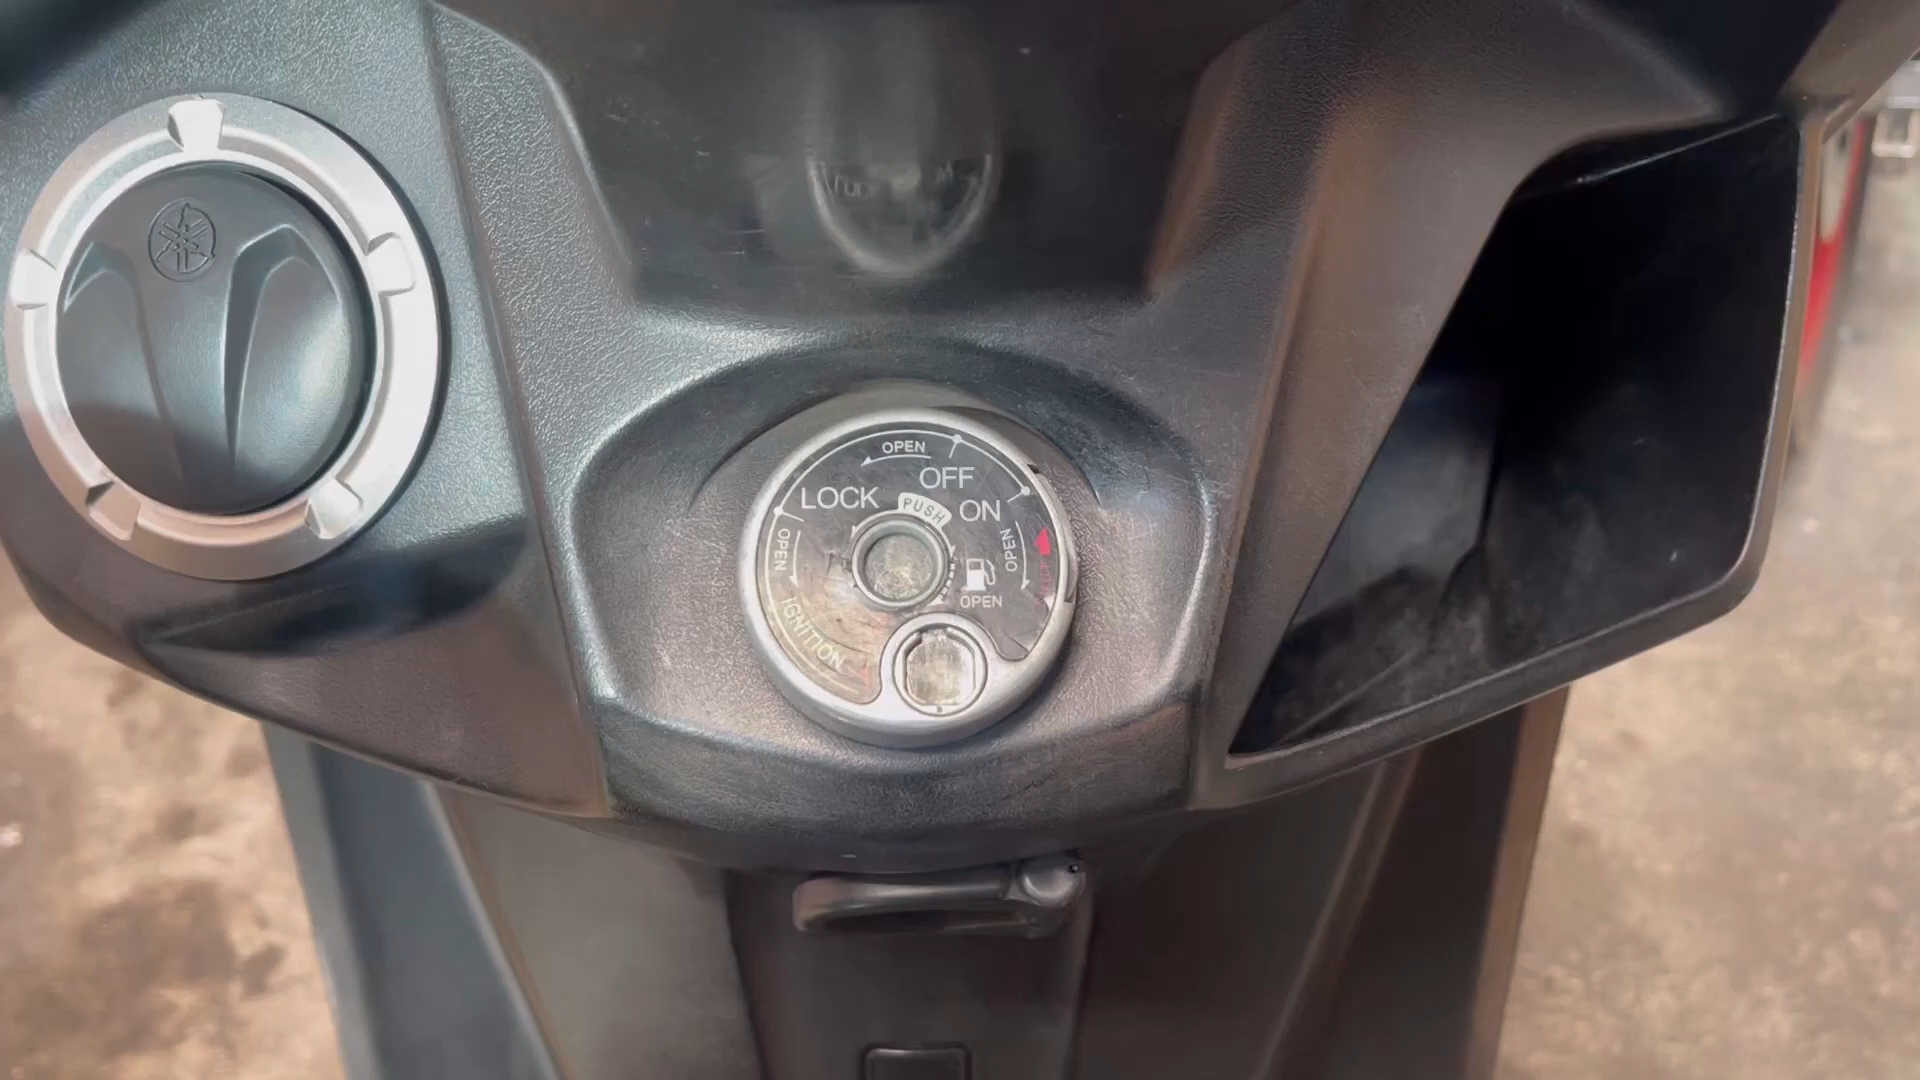 OPEN
OFF
LOCK
PUSH
ON
OPEN
OPEN
OPEN
IGNITION